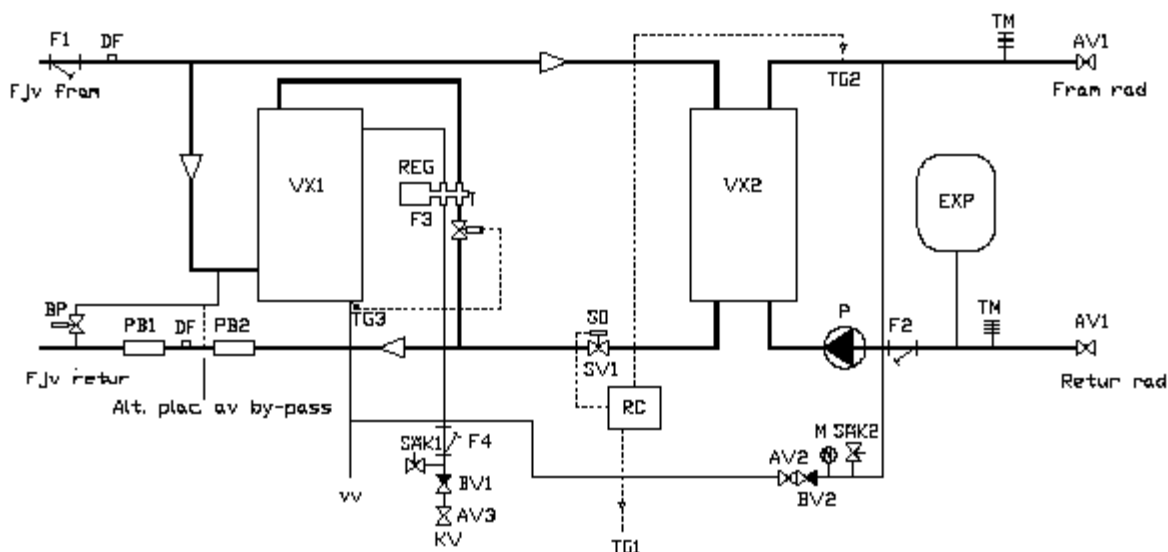 F1
DF
TM
AV1
Fjv fram
TG2
Fram rad
VX1
REG
F3
VX2
EXP
BP
PB1
DF
PB2
TG3
SD
SV1
P
F2
TM
AV1
Fjv retur
Alt. plac av by-pass
RC
Retur rad
SÄK1
F4
M
SÄK2
AV2
BV1
BV2
VV
AV3
KV
TG1